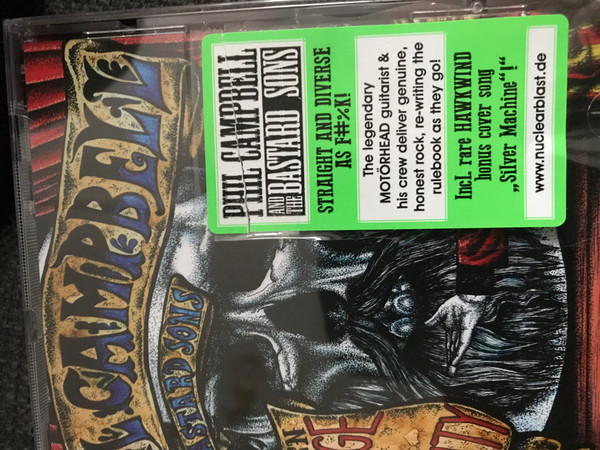 PHIL CAMPBELL
AND THE BASTARD SONS
STRAIGHT AND DIVERSE
AS F#%K!
The legendary
MOTÖRHEAD guitarist &
his crew deliver genuine,
honest rock, re-writing the
rulebook as they go!
Incl. rare HAWKWIND
bonus cover song
„Silver Machine“!
www.nuclearblast.de
L CAMPBELL
STARD SONS